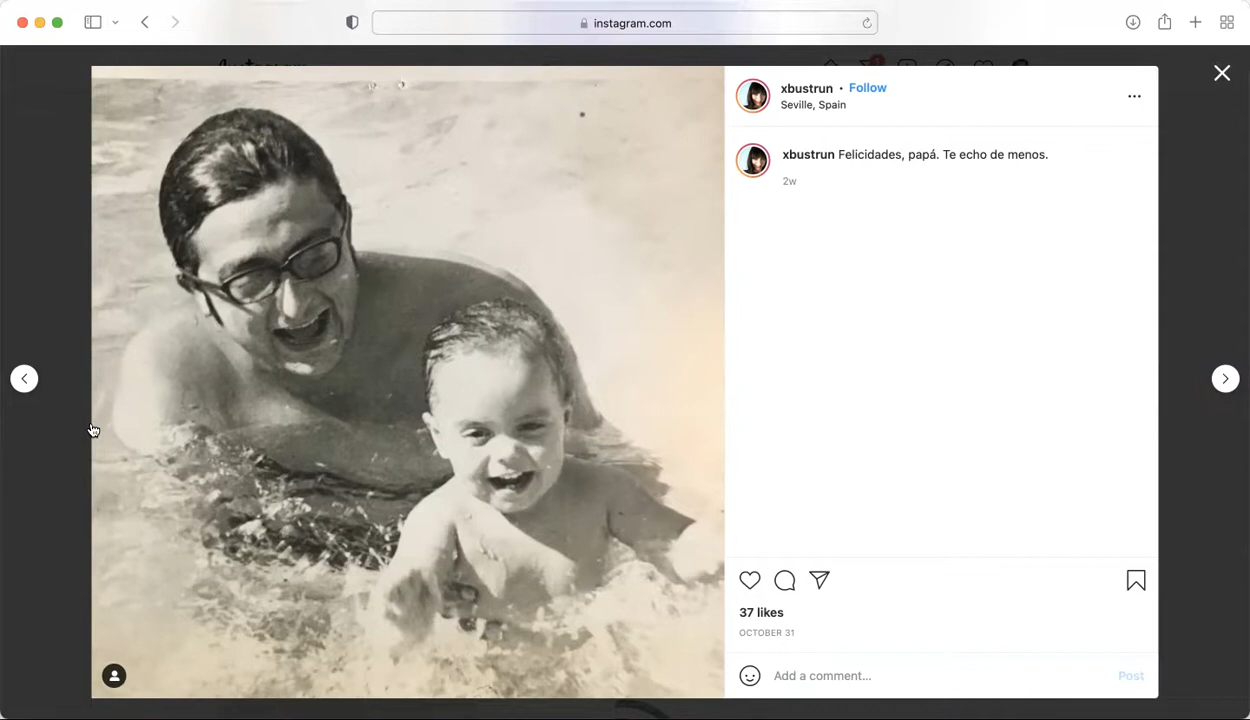 instagram.com
xbustrun • Follow
Seville, Spain
xbustrun Felicidades, papá. Te echo de menos.
2w
37 likes
OCTOBER 31
Add a comment...
Post